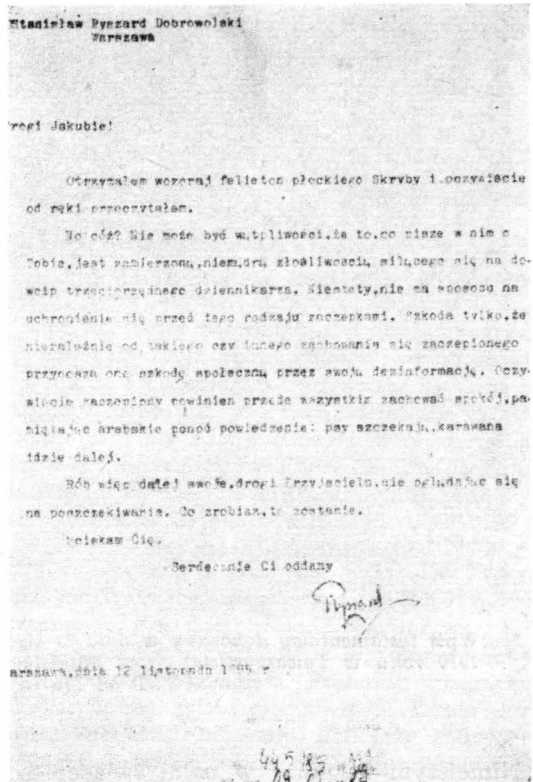 Stanisław Ryszard Dobrowolski
Warszawa
rogi Jakubie!
Otrzymałem wczoraj felieton płockiego Skryby i oczywiście
od ręki przeczytałem.
No cóż? Nie może być wątpliwości,że to,co pisze w nim o
Tobie,jest zamierzoną,niemądrą złośliwością silącego się na do-
wcip trzeciorzędnego dziennikarza. Niestety,nie ma sposobu na
uchronienie się przed tego rodzaju zaczepkami. Szkoda tylko,że
niezależnie od takiego czy innego zachowania się zaczepionego
przynoszą one szkodę społeczną przez swoją dezinformację. Oczy-
wiście zaczepiony powinien przede wszystkim zachować spokój,pa-
miętając arabskie ponoć powiedzenie: psy szczekają,karawana
idzie dalej.
Rób więc dalej swoje,drogi Przyjacielu,nie oglądając się
na poszczekiwania. Co zrobisz,to zostanie.
Ściskam Cię.
Serdecznie Ci oddany
Ryszard
arszawa,dnia 12 listopada r